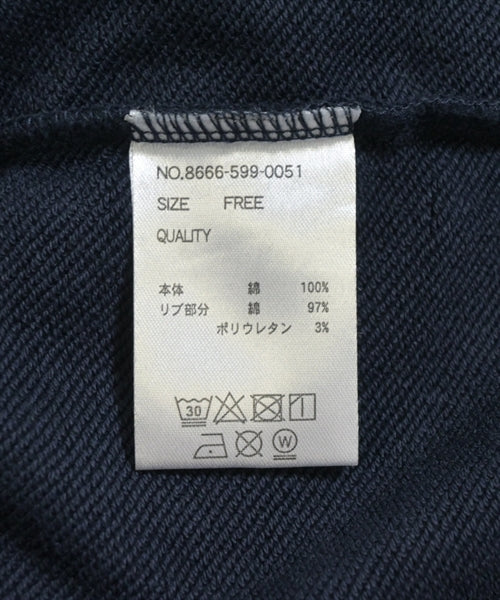 NO.8666-599-0051
SIZE FREE
QUALITY
本体 綿 100%
リブ部分 綿 97%
ポリウレタン 3%
30
W